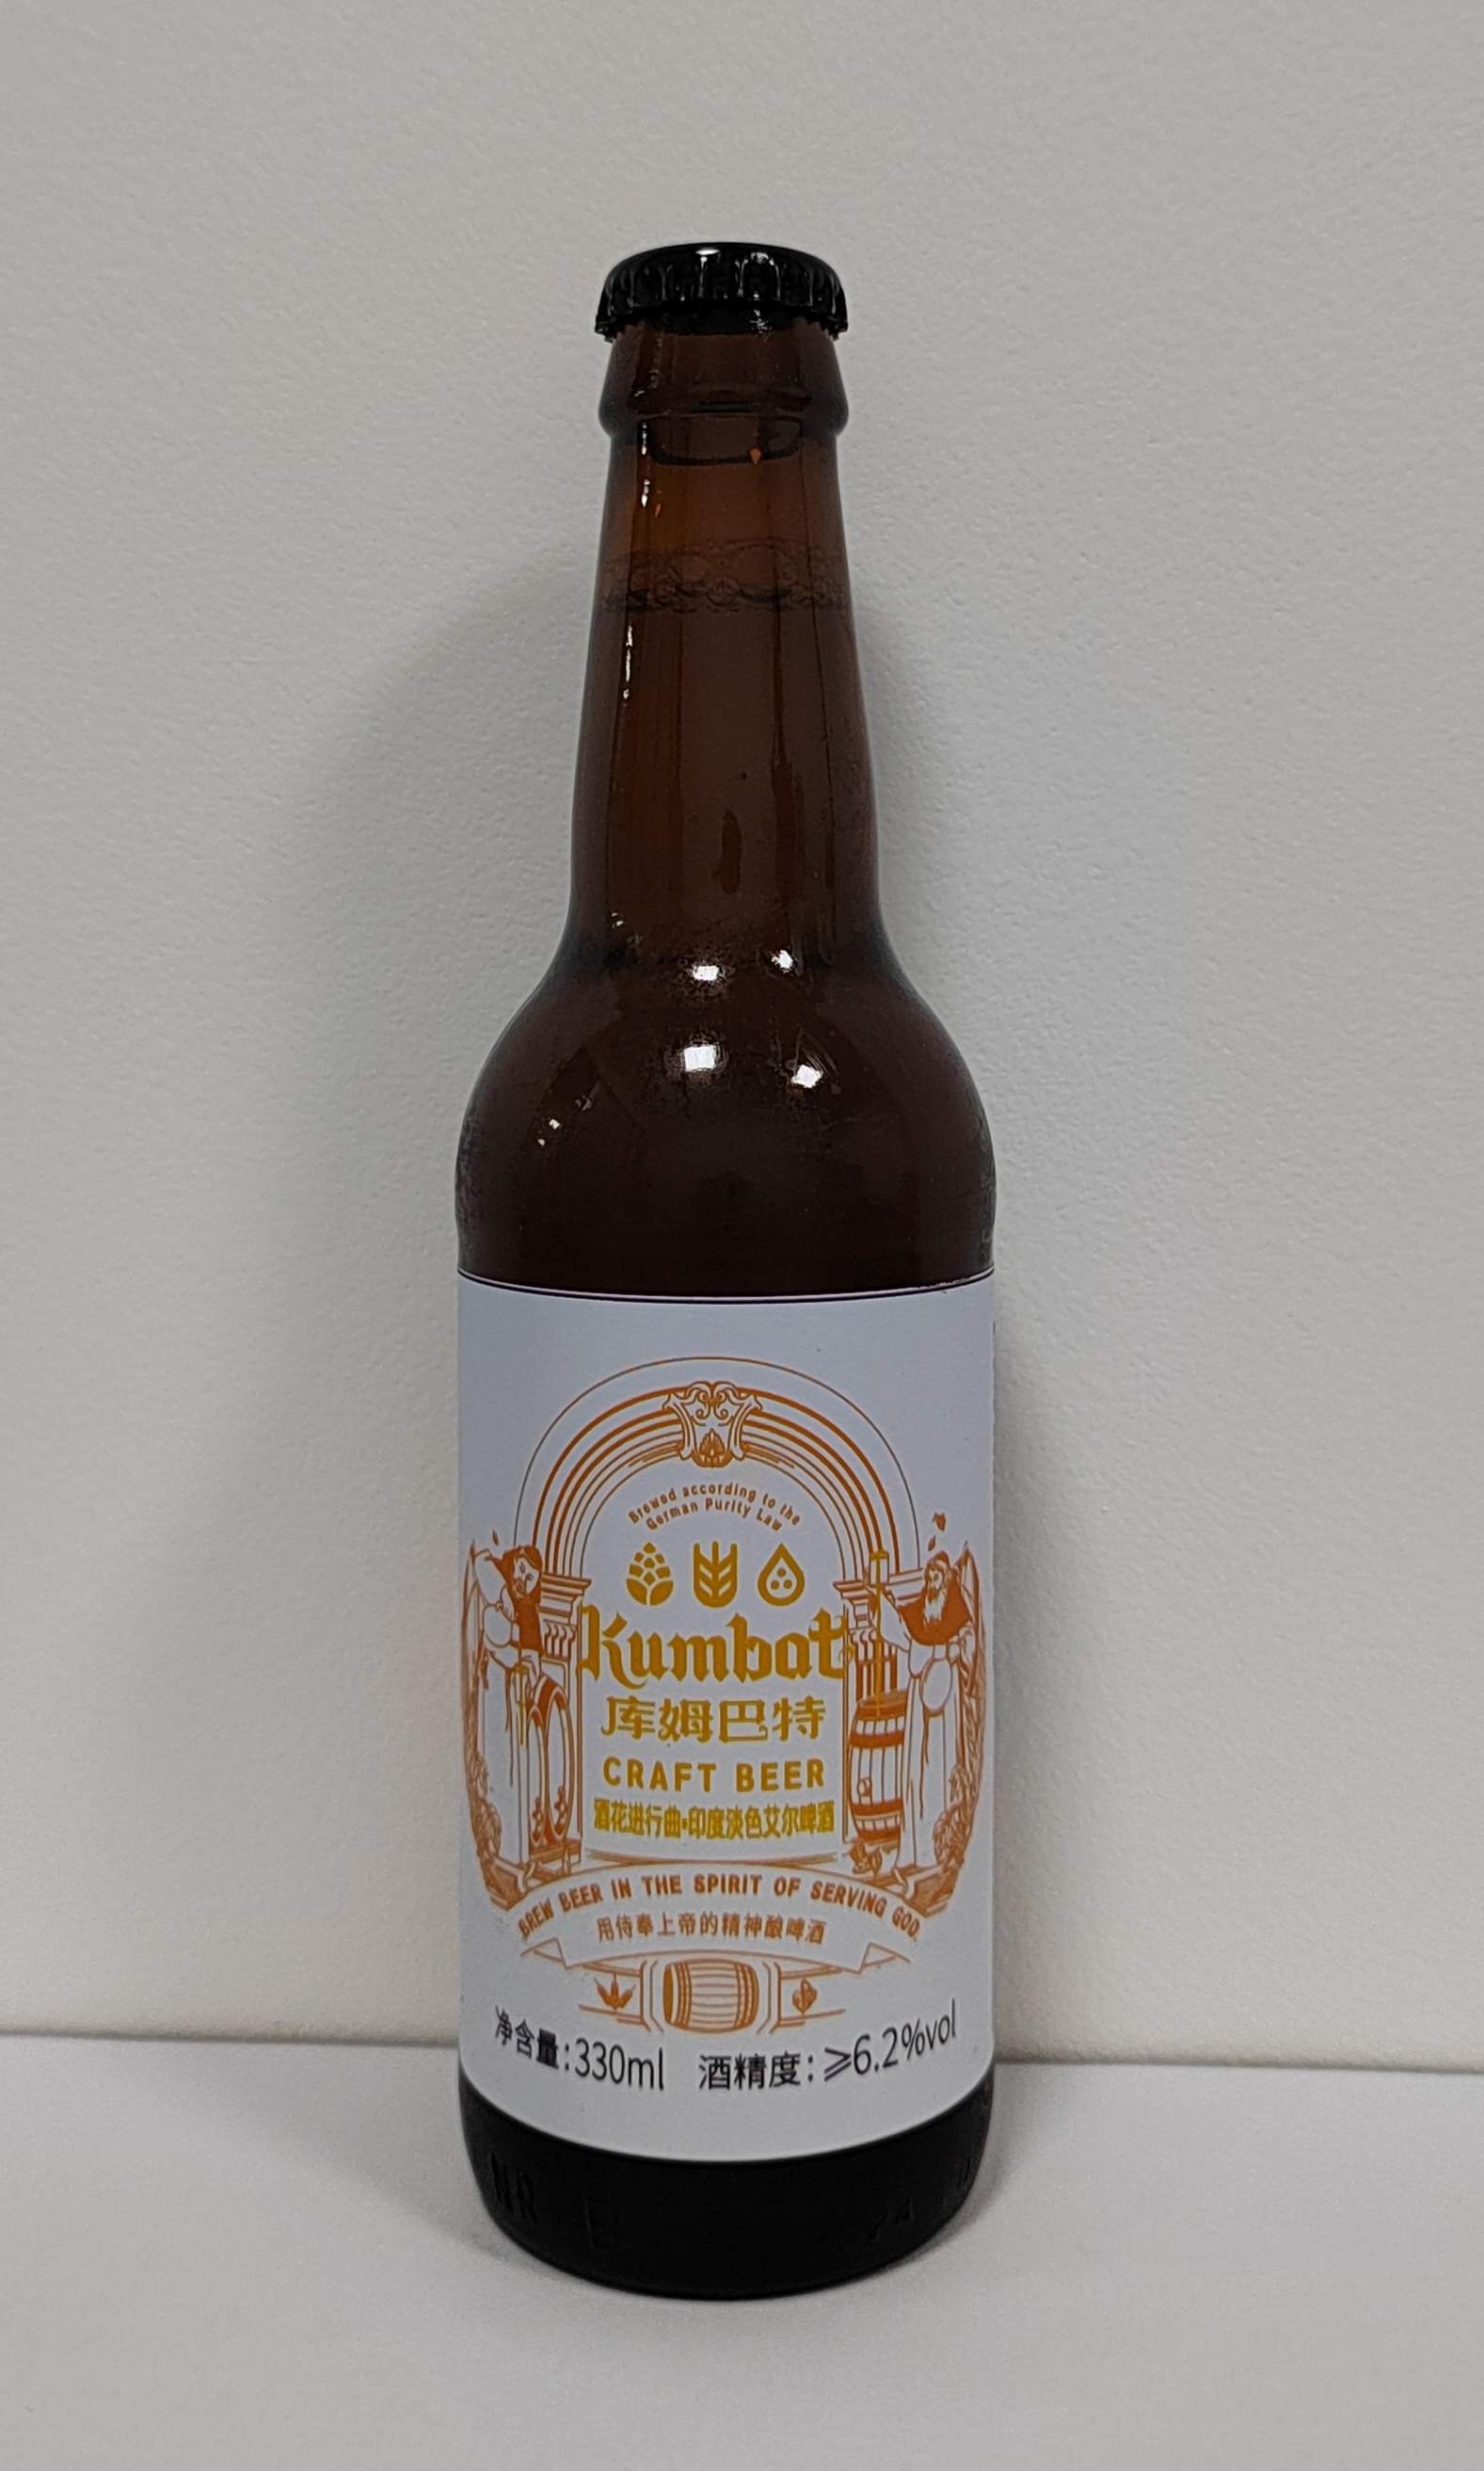 Brewed according to the
German Purity Law
Kumbat
库姆巴特
CRAFT BEER
酒花进行曲•印度淡色艾尔啤酒
BREW BEER IN THE SPIRIT OF SERVING GOD.
用侍奉上帝的精神酿啤酒
净含量:330ml 酒精度:≥6.2%vol